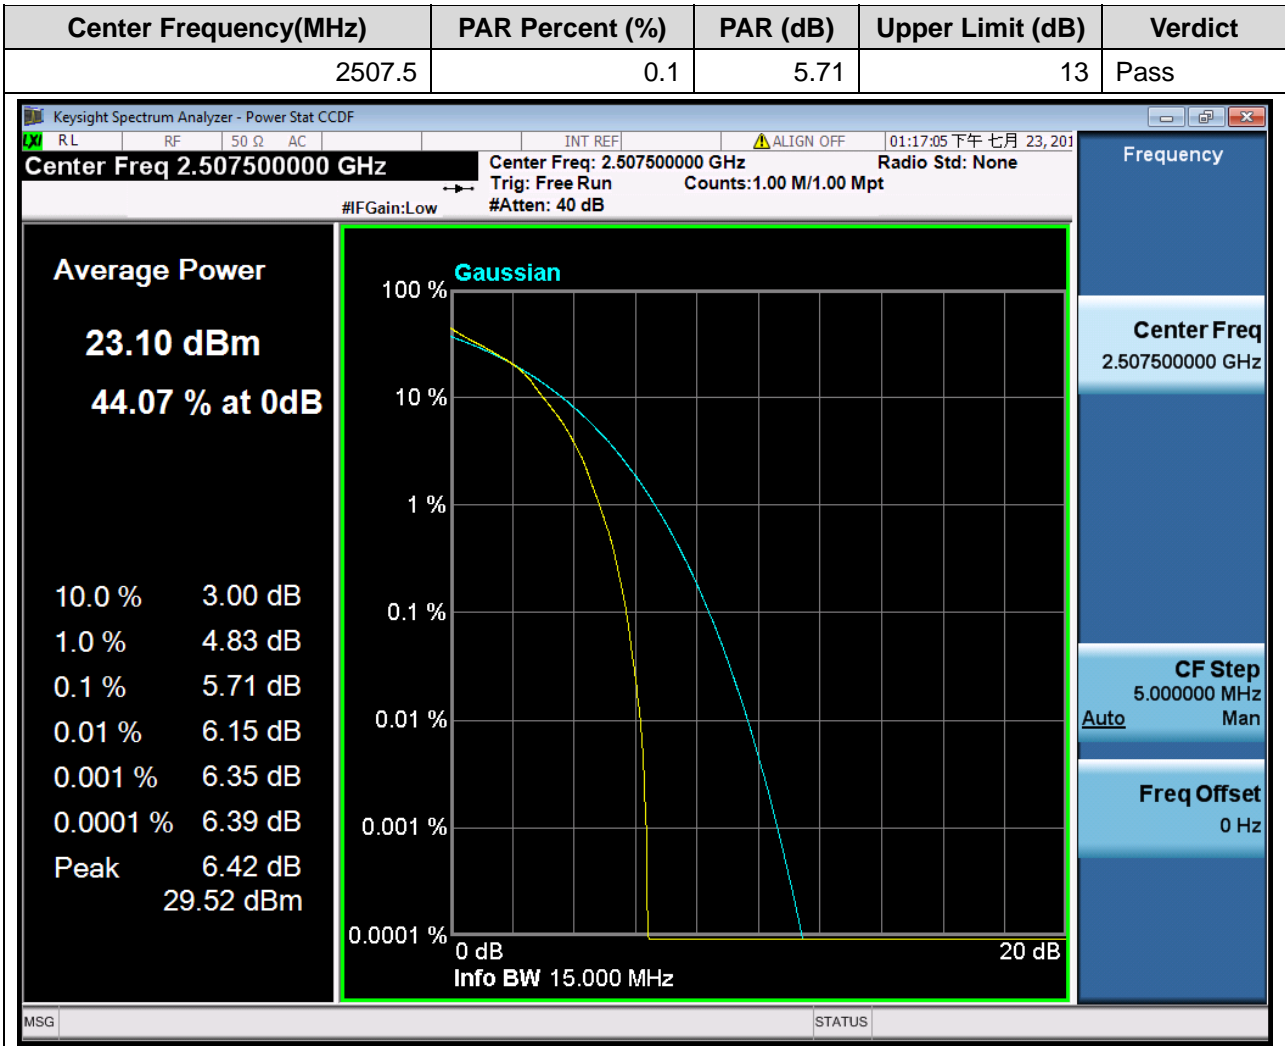 Center Frequency(MHz) PAR Percent (%) PAR (dB) Upper Limit (dB) Verdict
2507.5 0.1 5.71 13 Pass
Keysight Spectrum Analyzer - Power Stat CCDF
LXI RL RF 50 Ω AC INT REF ALIGN OFF 01:17:05 下午 七月 23, 201
Center Freq 2.507500000 GHz
Center Freq: 2.507500000 GHz Radio Std: None
Trig: Free Run Counts:1.00 M/1.00 Mpt
#IFGain:Low #Atten: 40 dB
Average Power
23.10 dBm
44.07 % at 0dB
10.0 % 3.00 dB
1.0 % 4.83 dB
0.1 % 5.71 dB
0.01 % 6.15 dB
0.001 % 6.35 dB
0.0001 % 6.39 dB
Peak 6.42 dB
29.52 dBm
Gaussian
100 %
10 %
1 %
0.1 %
0.01 %
0.001 %
0.0001 %
0 dB 20 dB
Info BW 15.000 MHz
Frequency
Center Freq
2.507500000 GHz
CF Step
5.000000 MHz
Auto Man
Freq Offset
0 Hz
MSG STATUS